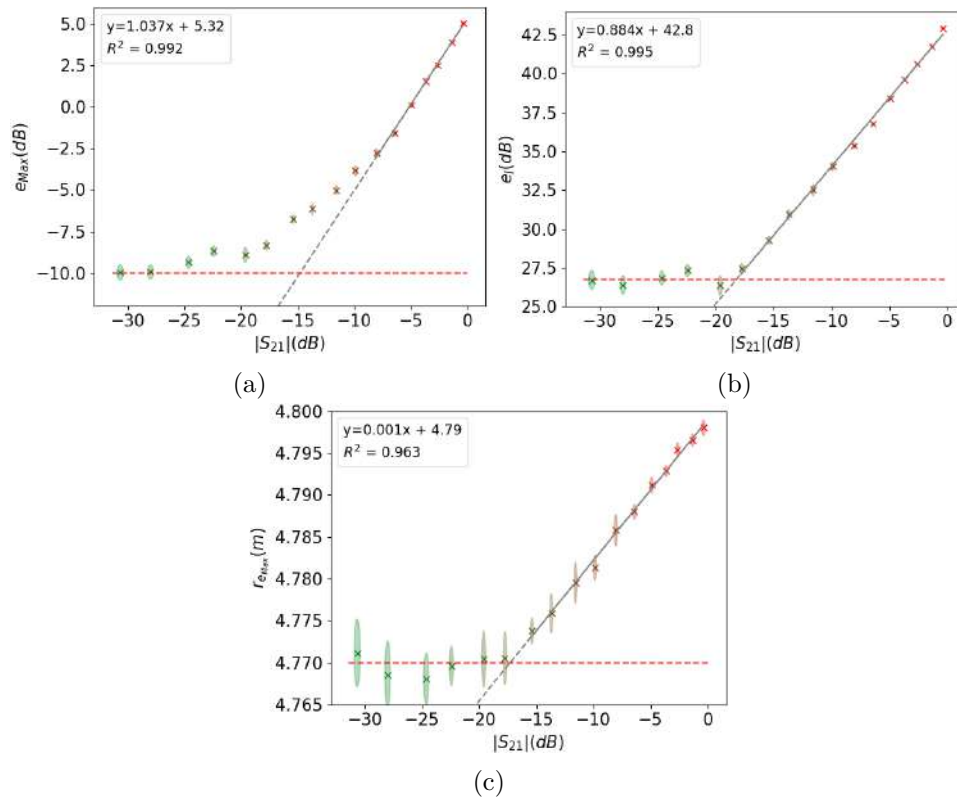 y=1.037x + 5.32
R² = 0.992
5.0
2.5
0.0
−2.5
−5.0
−7.5
−10.0
e_Max(dB)
−30 −25 −20 −15 −10 −5 0
|S₂₁|(dB)
(a)
y=0.884x + 42.8
R² = 0.995
42.5
40.0
37.5
35.0
32.5
30.0
27.5
25.0
e_I(dB)
−30 −25 −20 −15 −10 −5 0
|S₂₁|(dB)
(b)
y=0.001x + 4.79
R² = 0.963
4.800
4.795
4.790
4.785
4.780
4.775
4.770
4.765
r_{e_Max}(m)
−30 −25 −20 −15 −10 −5 0
|S₂₁|(dB)
(c)